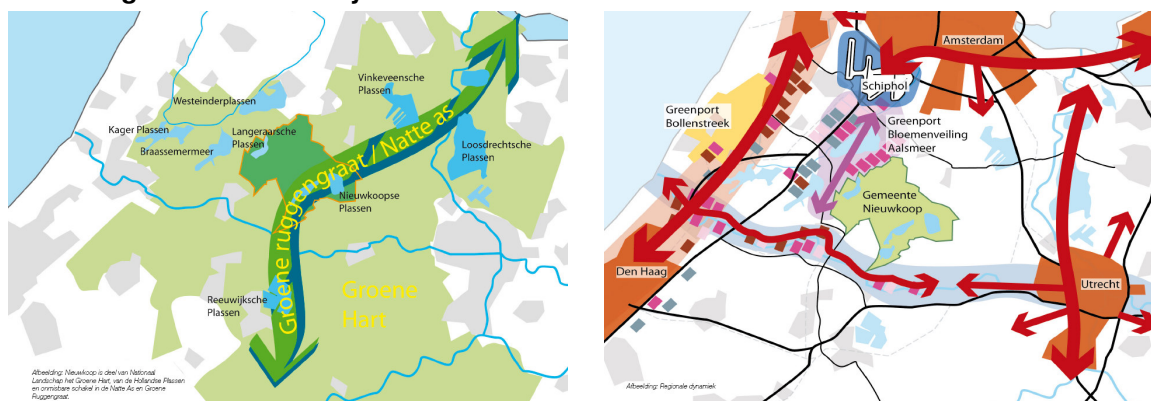 Vinkeveensche
Plassen
Westeinderplassen
Kager Plassen
Langeraarsche
Plassen
Braassemermeer
Loosdrechtsche
Plassen
Groene ruggengraat / Natte as
Nieuwkoopse
Plassen
Reeuwijksche
Plassen
Groene
Hart
Afbeelding: Nieuwkoop is deel van Nationaal
Landschap het Groene Hart, van de Hollandse Plassen
en onmisbare schakel in de Natte As en Groene
Ruggengraat.
Amsterdam
Schiphol
Greenport
Bollenstreek
Greenport
Bloemenveiling
Aalsmeer
Gemeente
Nieuwkoop
Den Haag
Utrecht
Afbeelding: Regionale dynamiek